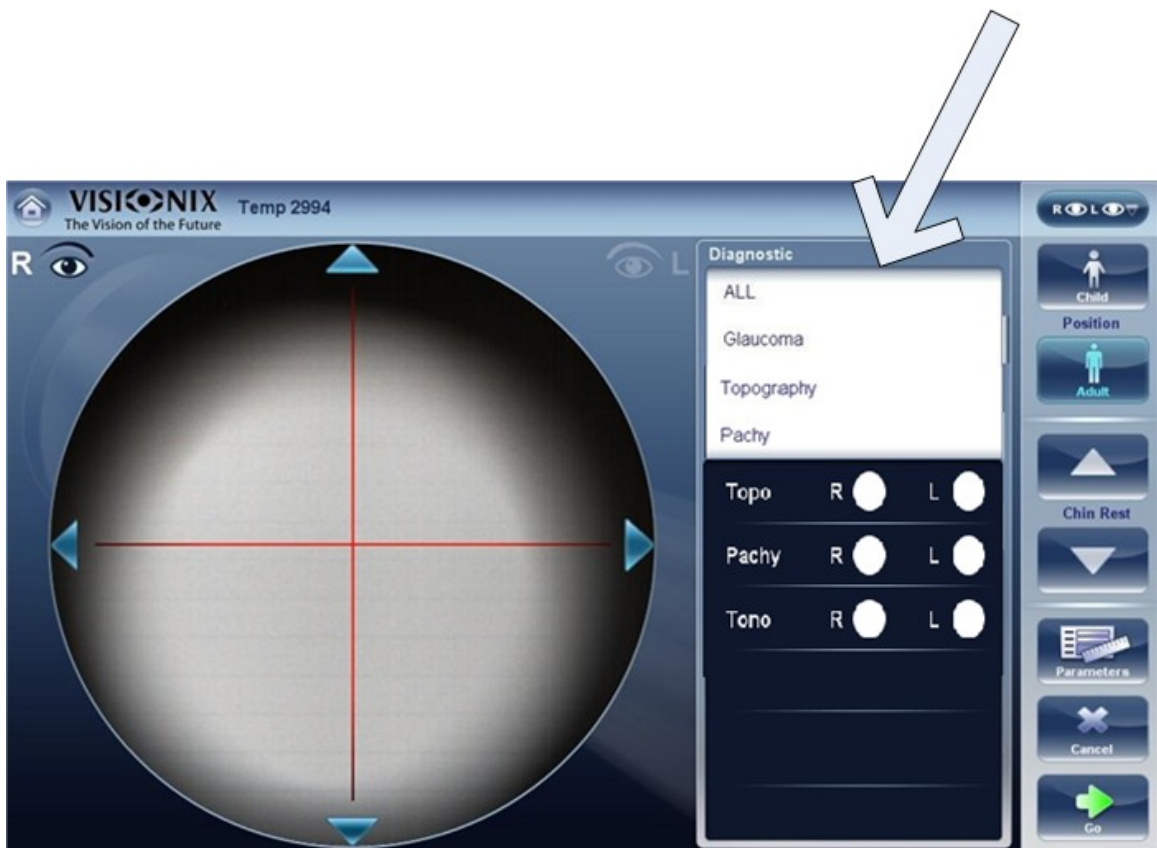 VISIONIX
The Vision of the Future
Temp 2994
R L
R
L
Diagnostic
ALL
Glaucoma
Topography
Pachy
Topo R L
Pachy R L
Tono R L
Child
Position
Adult
Chin Rest
Parameters
Cancel
Go